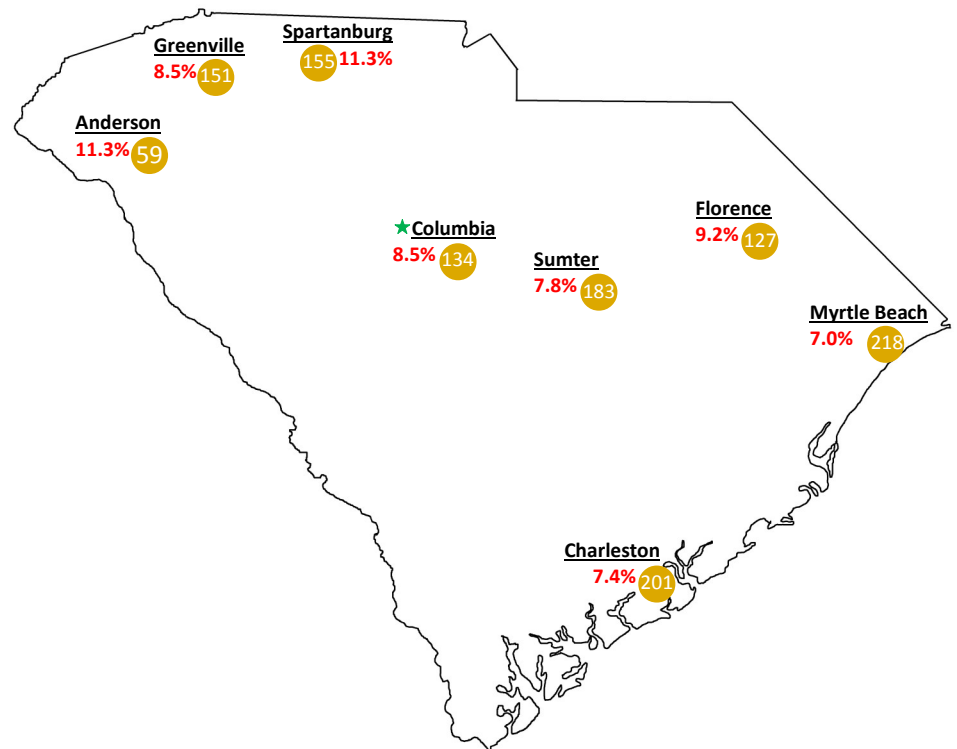 Spartanburg
155 11.3%
Greenville
8.5% 151
Anderson
11.3% 59
Columbia
8.5% 134
Florence
9.2% 127
Sumter
7.8% 183
Myrtle Beach
7.0% 218
Charleston
7.4% 201